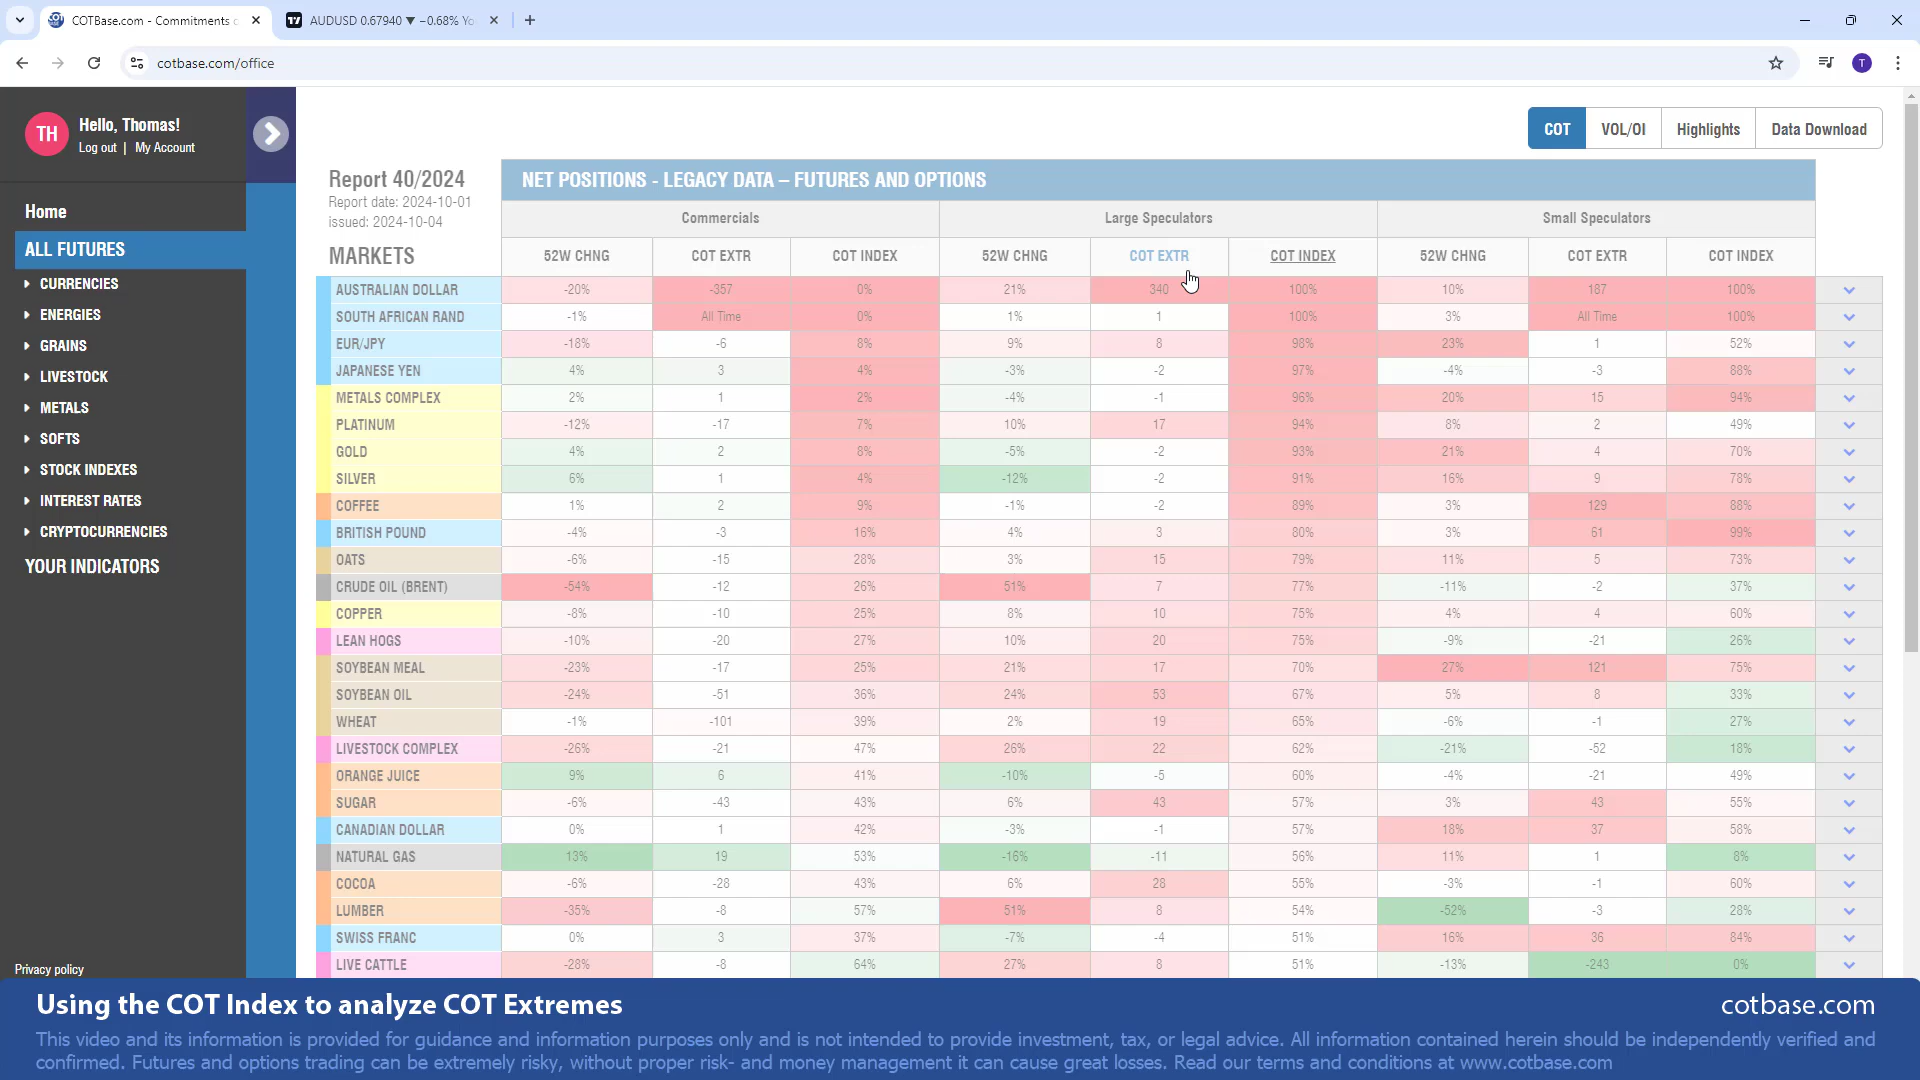 COTBase.com - Commitments o
AUDUSD 0.67940 ▼ −0.68% Yo
cotbase.com/office
T
TH
Hello, Thomas!
Log out | My Account
Home
ALL FUTURES
CURRENCIES
ENERGIES
GRAINS
LIVESTOCK
METALS
SOFTS
STOCK INDEXES
INTEREST RATES
CRYPTOCURRENCIES
YOUR INDICATORS
Privacy policy
COT VOL/OI Highlights Data Download
Report 40/2024
Report date: 2024-10-01
issued: 2024-10-04
NET POSITIONS - LEGACY DATA – FUTURES AND OPTIONS
Commercials Large Speculators Small Speculators
MARKETS 52W CHNG COT EXTR COT INDEX 52W CHNG COT EXTR COT INDEX 52W CHNG COT EXTR COT INDEX
AUSTRALIAN DOLLAR -20% -357 0% 21% 340 100% 10% 187 100%
SOUTH AFRICAN RAND -1% All Time 0% 1% 1 100% 3% All Time 100%
EUR/JPY -18% -6 8% 9% 8 98% 23% 1 52%
JAPANESE YEN 4% 3 4% -3% -2 97% -4% -3 88%
METALS COMPLEX 2% 1 2% -4% -1 96% 20% 15 94%
PLATINUM -12% -17 7% 10% 17 94% 8% 2 49%
GOLD 4% 2 8% -5% -2 93% 21% 4 70%
SILVER 6% 1 4% -12% -2 91% 16% 9 78%
COFFEE 1% 2 9% -1% -2 89% 3% 129 88%
BRITISH POUND -4% -3 16% 4% 3 80% 3% 61 99%
OATS -6% -15 28% 3% 15 79% 11% 5 73%
CRUDE OIL (BRENT) -54% -12 26% 51% 7 77% -11% -2 37%
COPPER -8% -10 25% 8% 10 75% 4% 4 60%
LEAN HOGS -10% -20 27% 10% 20 75% -9% -21 26%
SOYBEAN MEAL -23% -17 25% 21% 17 70% 27% 121 75%
SOYBEAN OIL -24% -51 36% 24% 53 67% 5% 8 33%
WHEAT -1% -101 39% 2% 19 65% -6% -1 27%
LIVESTOCK COMPLEX -26% -21 47% 26% 22 62% -21% -52 18%
ORANGE JUICE 9% 6 41% -10% -5 60% -4% -21 49%
SUGAR -6% -43 43% 6% 43 57% 3% 43 55%
CANADIAN DOLLAR 0% 1 42% -3% -1 57% 18% 37 58%
NATURAL GAS 13% 19 53% -16% -11 56% 11% 1 8%
COCOA -6% -28 43% 6% 28 55% -3% -1 60%
LUMBER -35% -8 57% 51% 8 54% -52% -3 28%
SWISS FRANC 0% 3 37% -7% -4 51% 16% 36 84%
LIVE CATTLE -28% -8 64% 27% 8 51% -13% -243 0%
Using the COT Index to analyze COT Extremes
cotbase.com
This video and its information is provided for guidance and information purposes only and is not intended to provide investment, tax, or legal advice. All information contained herein should be independently verified and
confirmed. Futures and options trading can be extremely risky, without proper risk- and money management it can cause great losses. Read our terms and conditions at www.cotbase.com